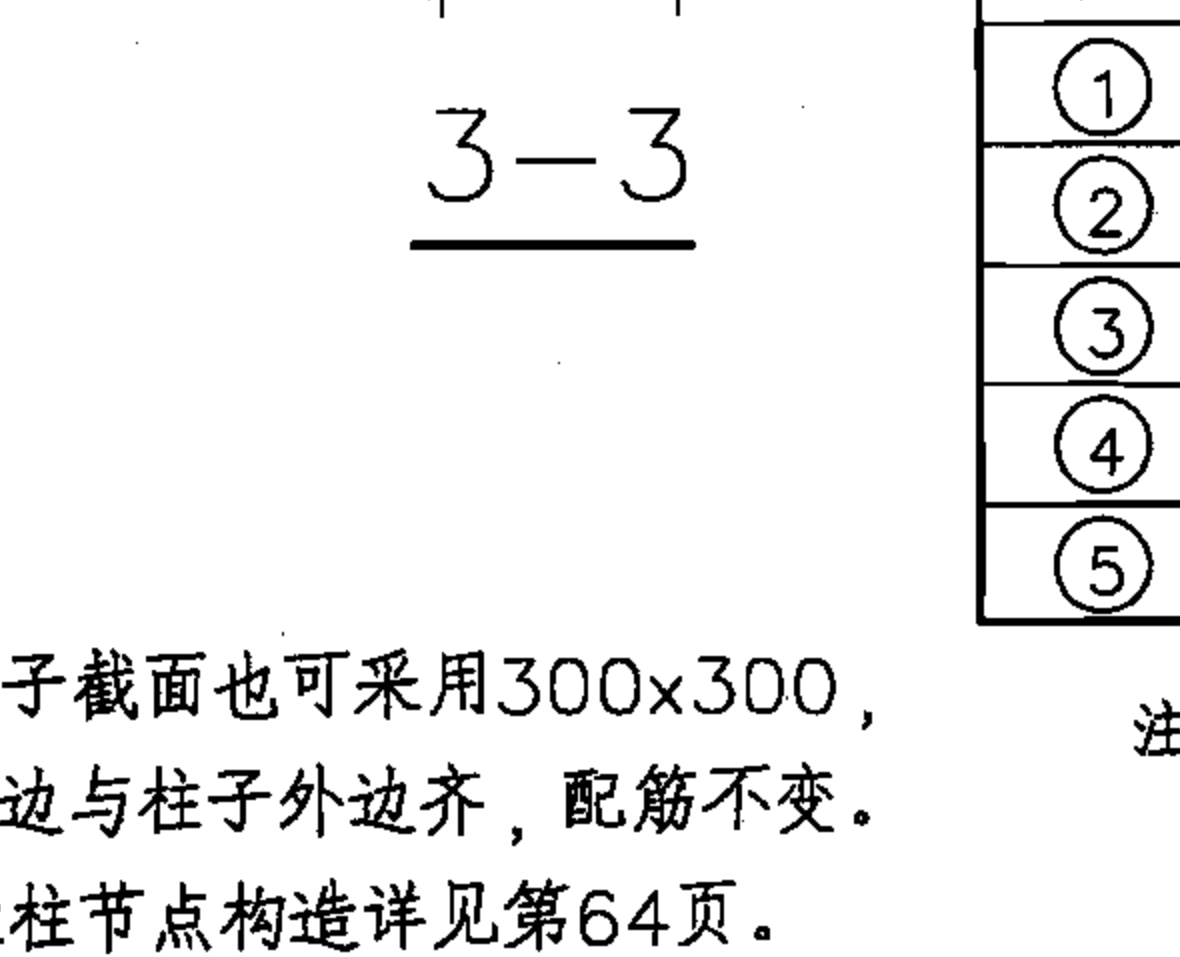 3-3
①
②
③
④
⑤
子截面也可采用300x300，
边与柱子外边齐，配筋不变。
柱节点构造详见第64页。
注